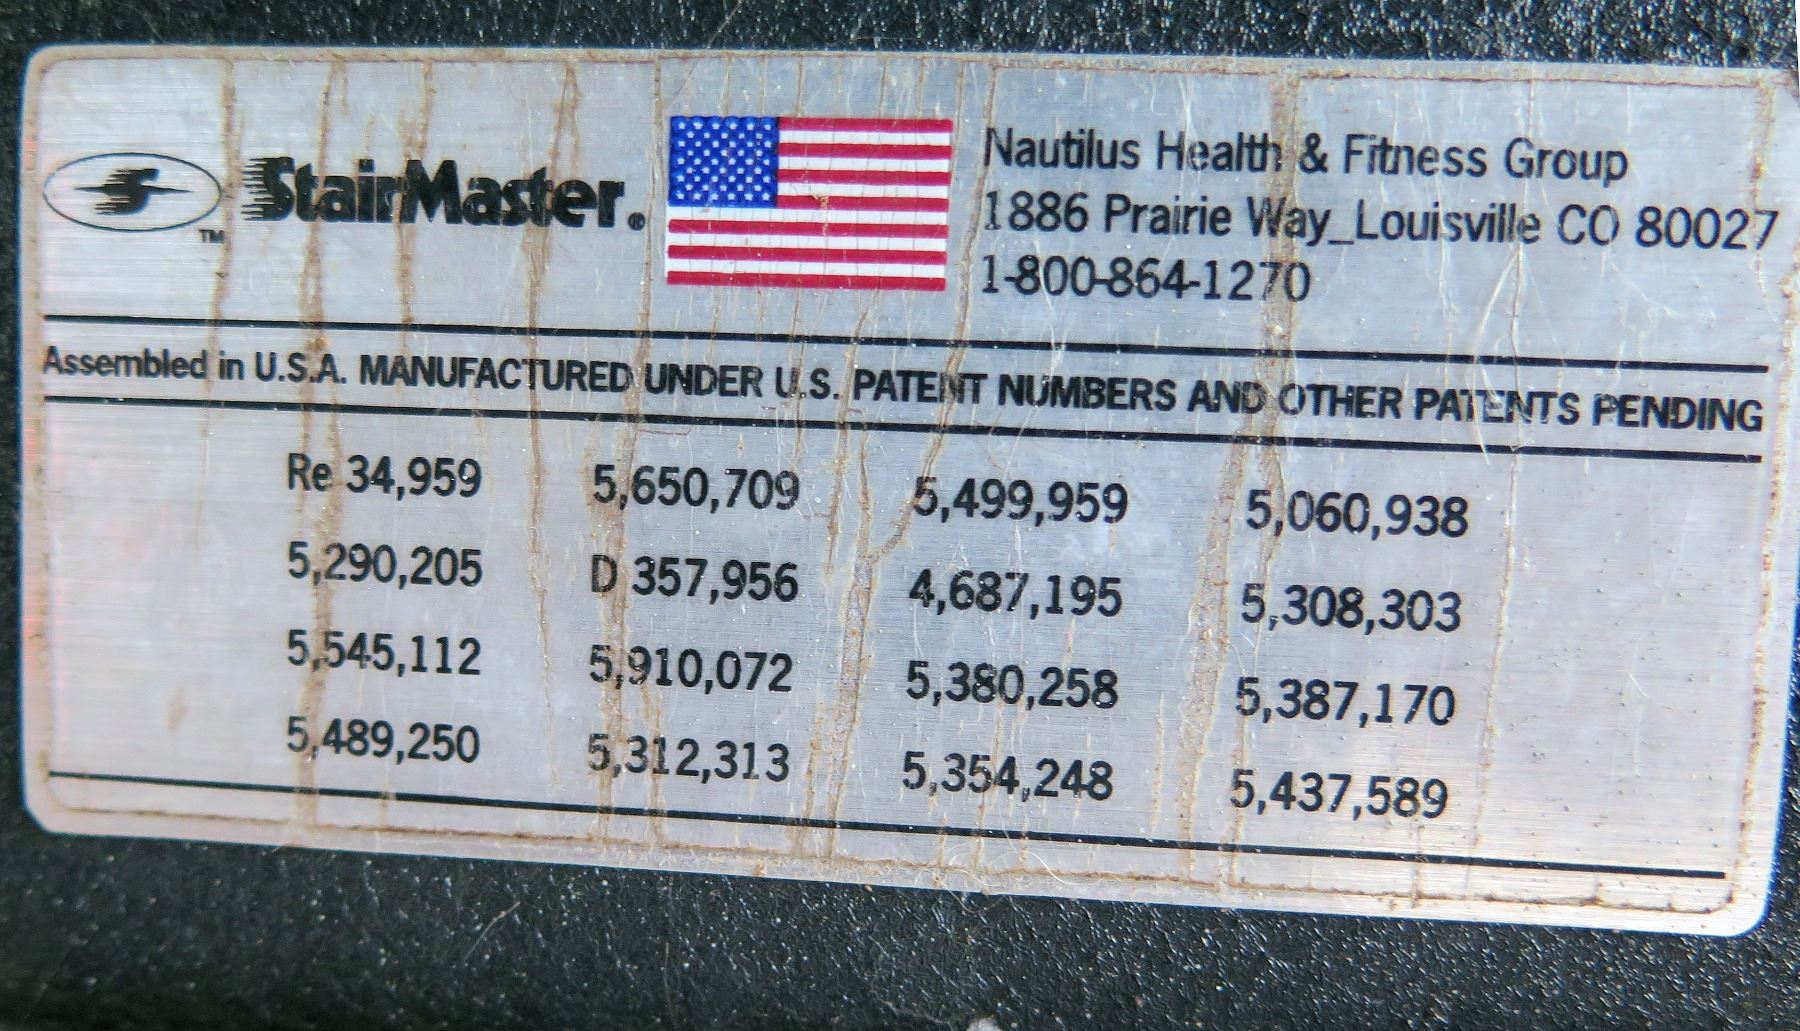 StairMaster®
TM
Nautilus Health & Fitness Group
1886 Prairie Way_Louisville CO 80027
1-800-864-1270
Assembled in U.S.A. MANUFACTURED UNDER U.S. PATENT NUMBERS AND OTHER PATENTS PENDING
Re 34,959 5,650,709 5,499,959 5,060,938
5,290,205 D 357,956 4,687,195 5,308,303
5,545,112 5,910,072 5,380,258 5,387,170
5,489,250 5,312,313 5,354,248 5,437,589